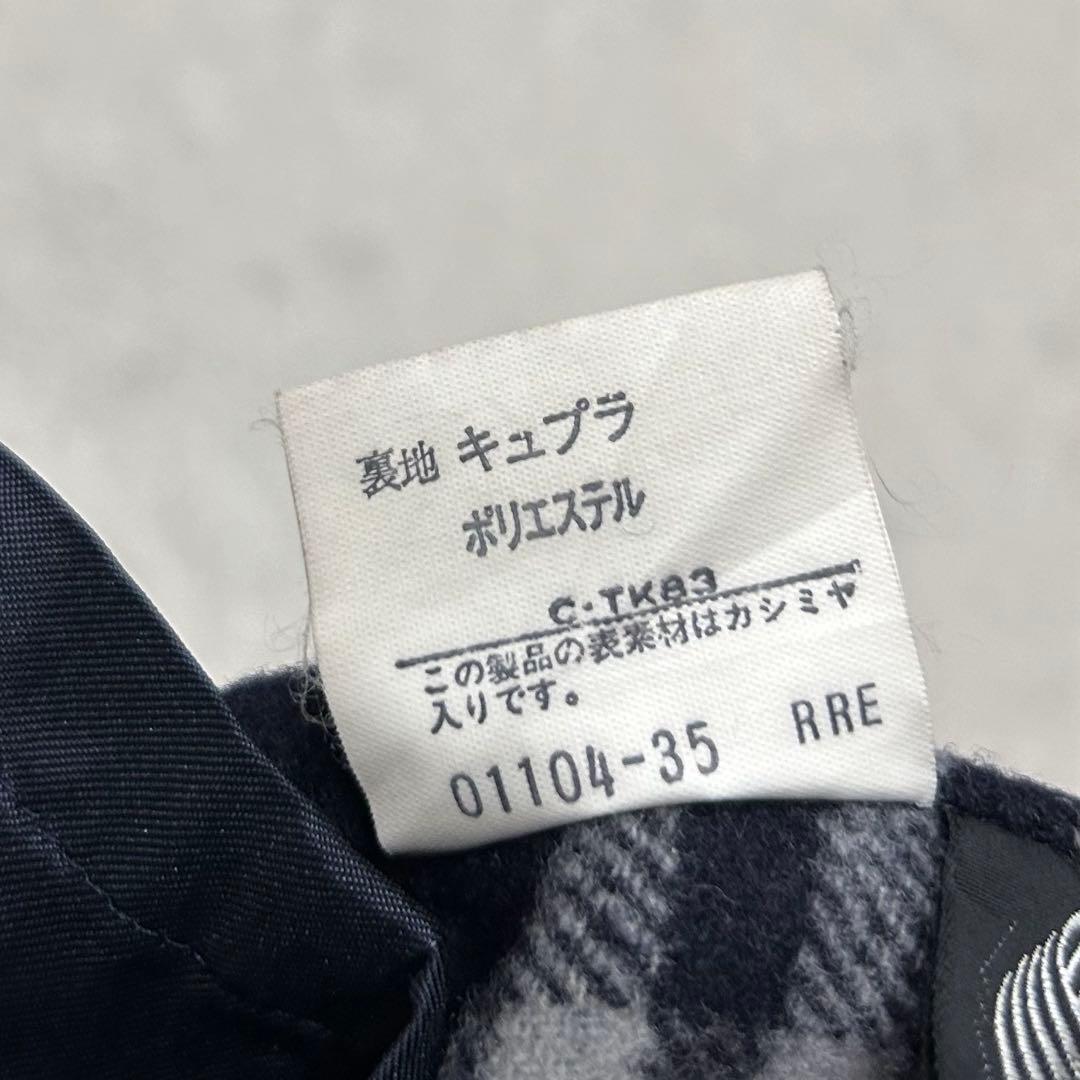 裏地 キュプラ
ポリエステル
C・TK83
この製品の表素材はカシミヤ
入りです。
01104-35 RRE